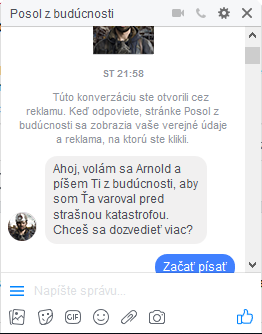 Posol z budúcnosti
ST 21:58
Túto konverzáciu ste otvorili cez
reklamu. Keď odpoviete, stránke Posol z
budúcnosti sa zobrazia vaše verejné údaje
a reklama, na ktorú ste klikli.
Ahoj, volám sa Arnold a
píšem Ti z budúcnosti, aby
som Ťa varoval pred
strašnou katastrofou.
Chceš sa dozvedieť viac?
Začať písať
Napíšte správu...
GIF